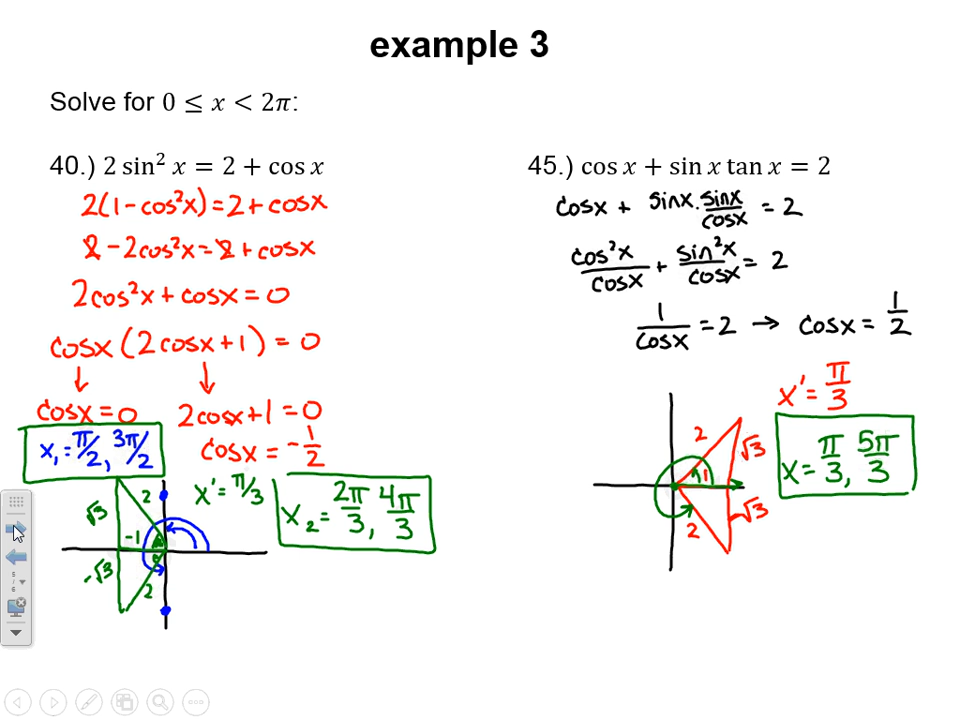 example 3
Solve for 0 ≤ x < 2π:
40.) 2 sin² x = 2 + cos x
2(1 − cos²x) = 2 + cosx
2 − 2cos²x = 2 + cosx
2cos²x + cosx = 0
cosx (2cosx + 1) = 0
↓ ↓
cosx = 0 2cosx + 1 = 0
cosx = −1/2
x₁ = π/2, 3π/2
x' = π/3
x₂ = 2π/3, 4π/3
√3 2
−1
−√3 2
45.) cos x + sin x tan x = 2
cosx + sinx · sinx/cosx = 2
cos²x/cosx + sin²x/cosx = 2
1/cosx = 2 → cosx = 1/2
x' = π/3
x = π/3, 5π/3
2 √3
1
2 −√3
5
/
6